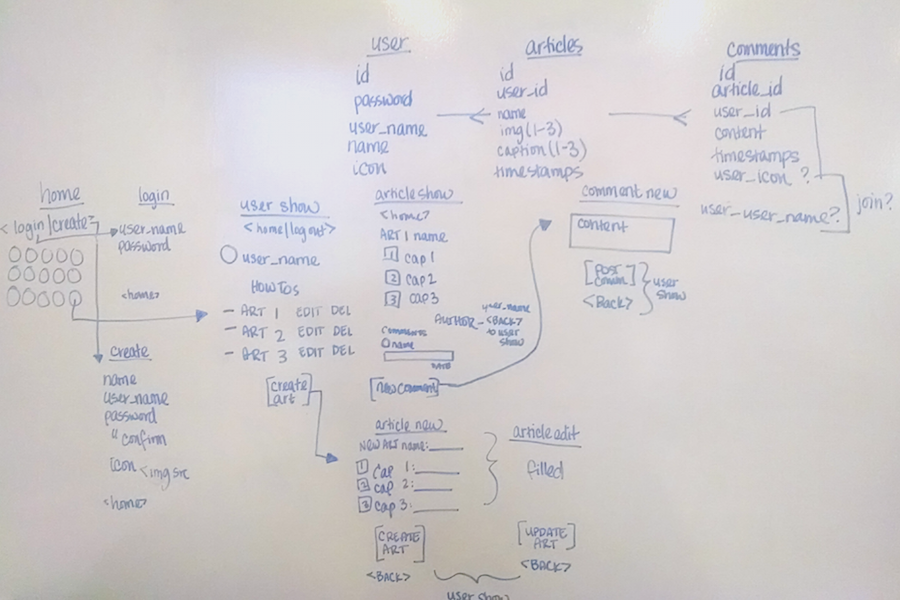 user
id
password
user_name
name
icon
articles
id
user_id
name
img(1-3)
caption(1-3)
timestamps
comments
id
article_id
user_id
content
timestamps
user_icon ?
user_user_name?
join?
home
<login/create>
login
user_name
password
<home>
create
name
user_name
password
" confirm
icon <img src
<home>
user show
<home/logout>
user_name
HOWTOS
- ART 1 EDIT DEL
- ART 2 EDIT DEL
- ART 3 EDIT DEL
[create
art]
article show
<home>
ART 1 name
1 cap 1
2 cap 2
3 cap 3
AUTHOR - <BACK>
user_name
to user
show
comments
name
[new comment]
comment new
content
[POST
COMM]
<BACK>
user
show
article new
NEW ART name:
1 cap 1:
2 cap 2:
3 cap 3:
[CREATE
ART]
<BACK>
article edit
filled
[UPDATE
ART]
<BACK>
user show